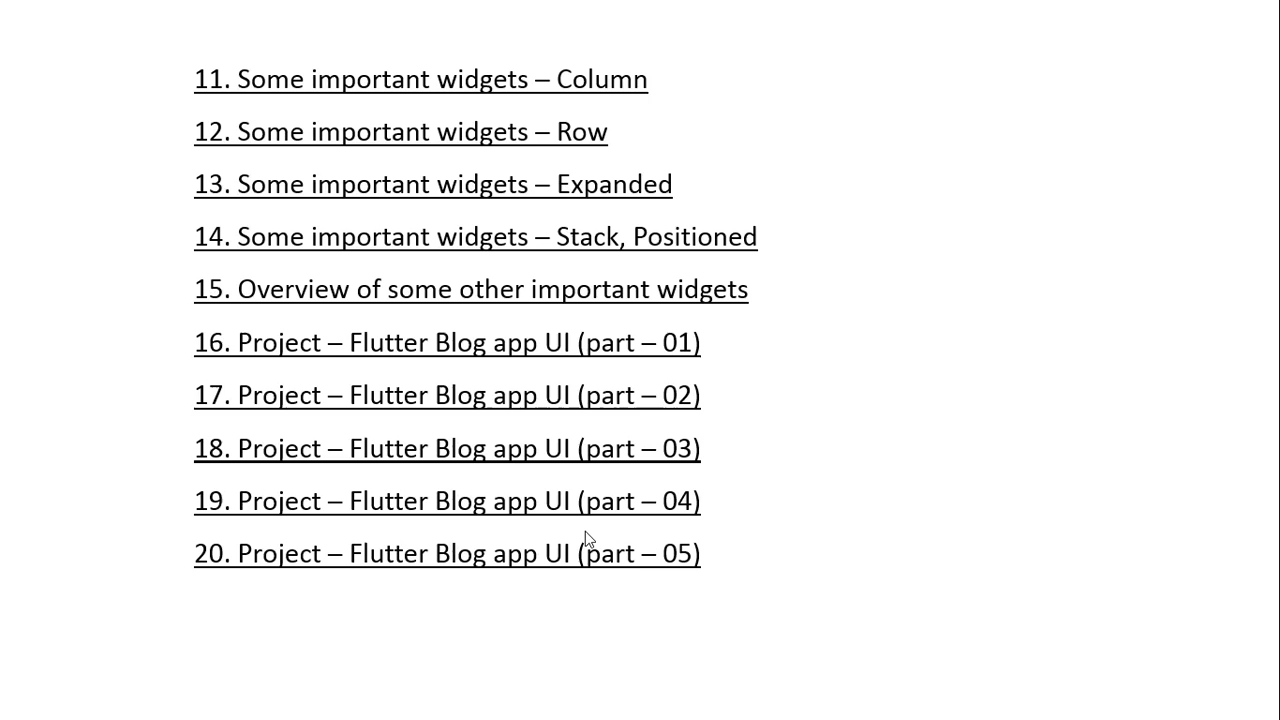 11. Some important widgets – Column
12. Some important widgets – Row
13. Some important widgets – Expanded
14. Some important widgets – Stack, Positioned
15. Overview of some other important widgets
16. Project – Flutter Blog app UI (part – 01)
17. Project – Flutter Blog app UI (part – 02)
18. Project – Flutter Blog app UI (part – 03)
19. Project – Flutter Blog app UI (part – 04)
20. Project – Flutter Blog app UI (part – 05)